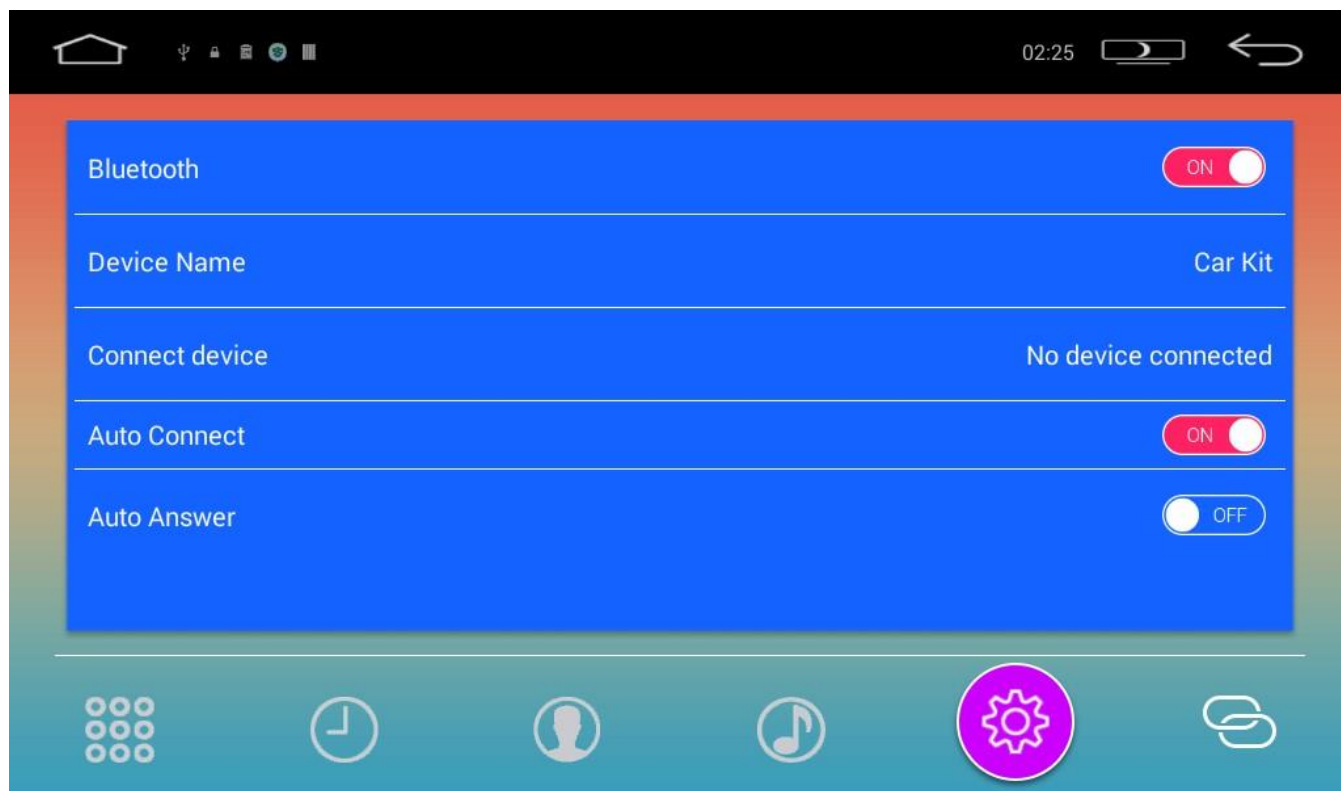 02:25
Bluetooth ON
Device Name Car Kit
Connect device No device connected
Auto Connect ON
Auto Answer OFF